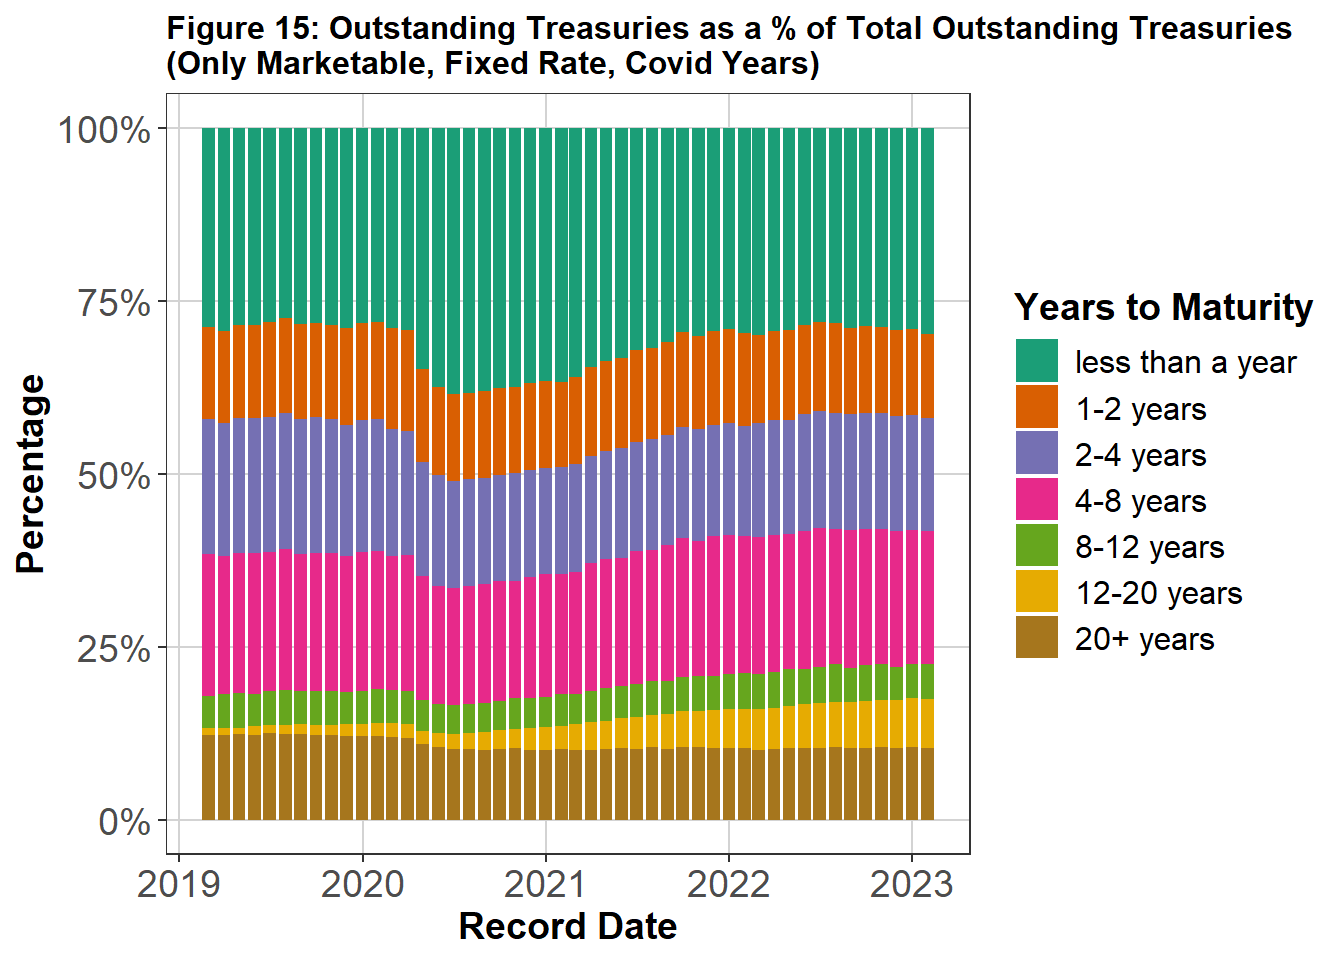 Figure 15: Outstanding Treasuries as a % of Total Outstanding Treasuries
(Only Marketable, Fixed Rate, Covid Years)
100%
75%
50%
25%
0%
Percentage
2019 2020 2021 2022 2023
Record Date
Years to Maturity
less than a year
1-2 years
2-4 years
4-8 years
8-12 years
12-20 years
20+ years